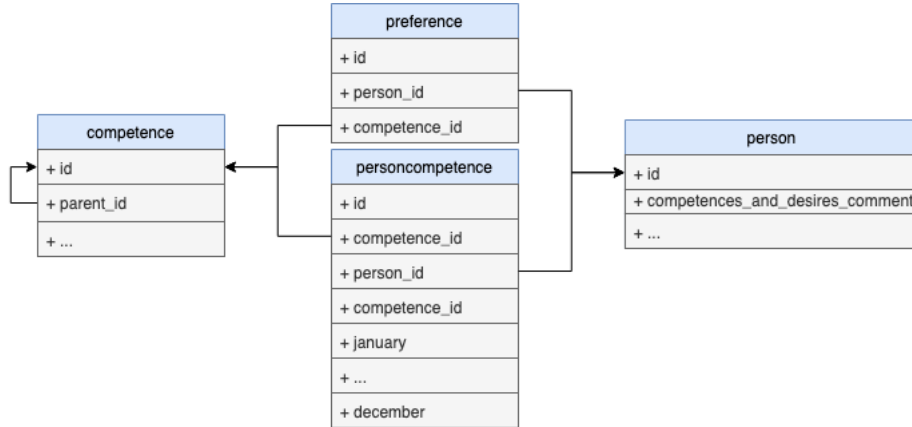 preference
+ id
+ person_id
+ competence_id
competence
+ id
+ parent_id
+ ...
personcompetence
+ id
+ competence_id
+ person_id
+ competence_id
+ january
+ ...
+ december
person
+ id
+ competences_and_desires_comment
+ ...